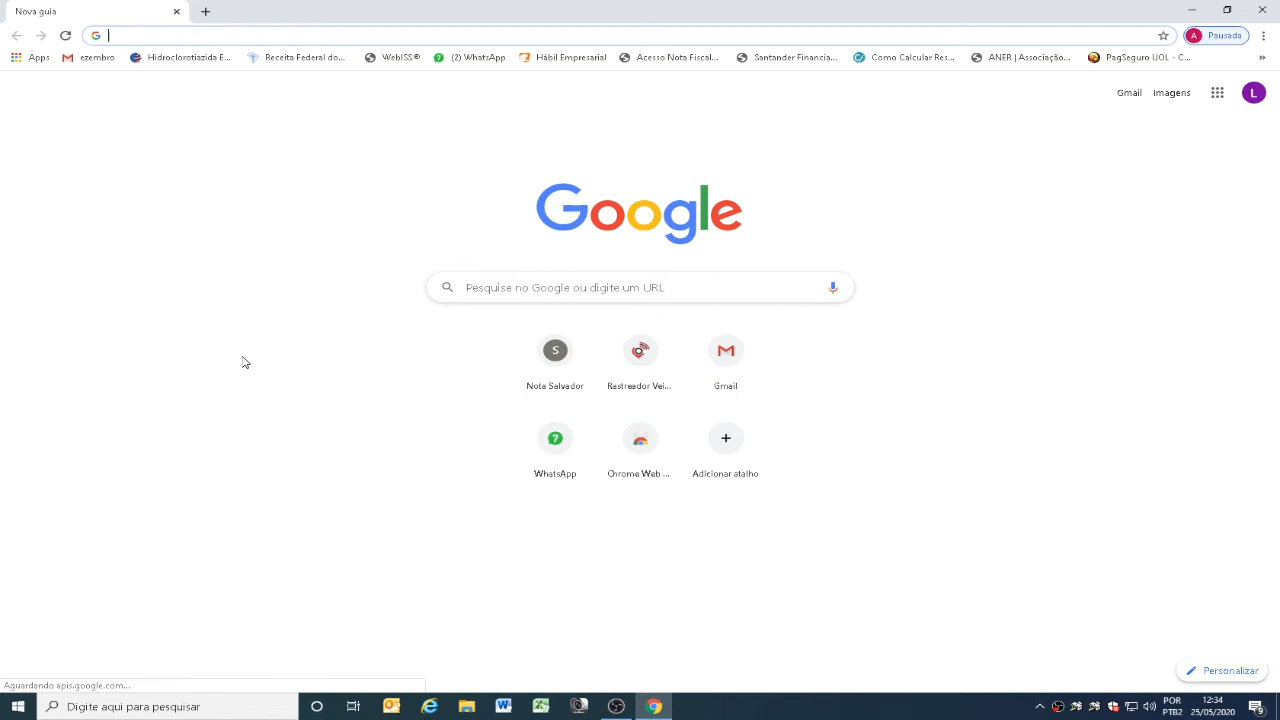 Nova guia
Pausada
Apps ezembro Hidroclorotiazida E... Receita Federal do... WebISS® (2) WhatsApp Hábil Empresarial Acesso Nota Fiscal... Santander Financia... Como Calcular Res... ANER | Associação... PagSeguro UOL - C...
Gmail Imagens
Google
Pesquise no Google ou digite um URL
Nota Salvador Rastreador Veí... Gmail
WhatsApp Chrome Web ... Adicionar atalho
Personalizar
Aguardando apis.google.com...
Digite aqui para pesquisar
POR 12:34
PTB2 25/05/2020